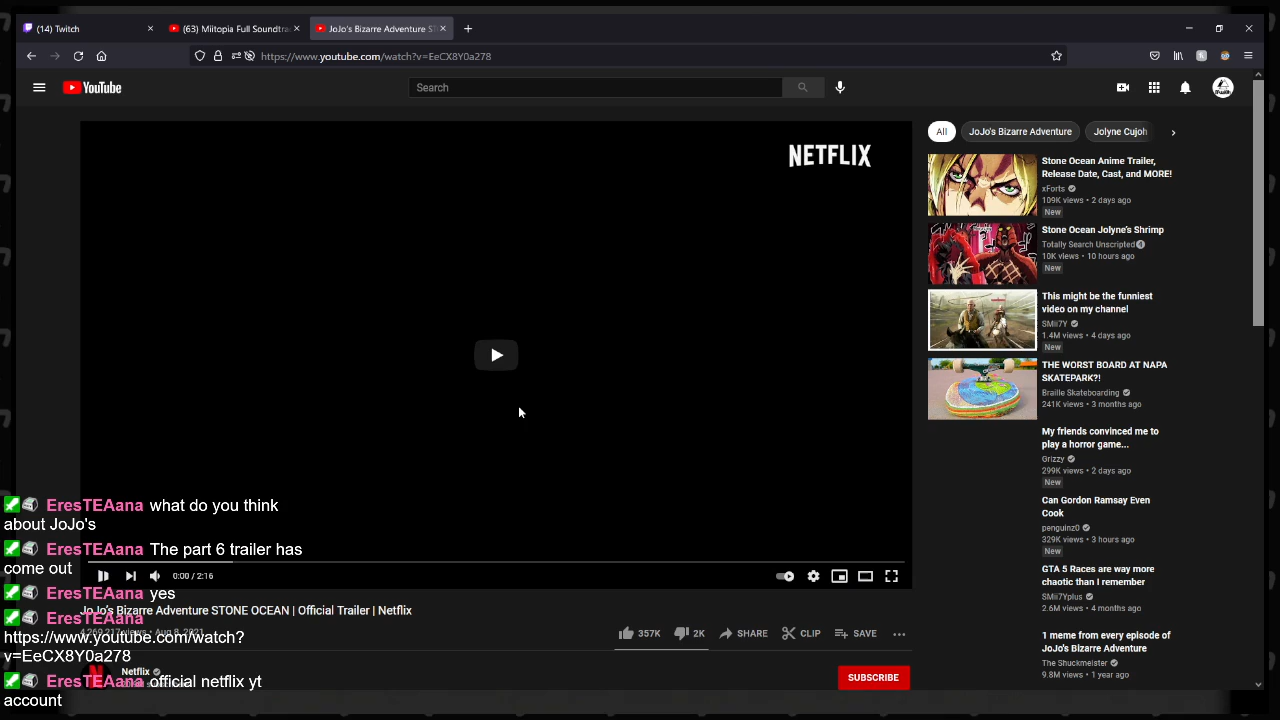 (14) Twitch
(63) Miitopia Full Soundtra
JoJo's Bizarre Adventure ST
https://www.youtube.com/watch?v=EeCX8Y0a278
YouTube
Search
NETFLIX
0:00 / 2:16
JoJo's Bizarre Adventure STONE OCEAN | Official Trailer | Netflix
4,269,217 views • Aug 8, 2021
357K
2K
SHARE
CLIP
SAVE
Netflix
SUBSCRIBE
All
JoJo's Bizarre Adventure
Jolyne Cujoh
Stone Ocean Anime Trailer,
Release Date, Cast, and MORE!
xForts
109K views • 2 days ago
New
Stone Ocean Jolyne's Shrimp
Totally Search Unscripted
10K views • 10 hours ago
New
This might be the funniest
video on my channel
SMii7Y
1.4M views • 4 days ago
New
THE WORST BOARD AT NAPA
SKATEPARK?!
Braille Skateboarding
241K views • 3 months ago
My friends convinced me to
play a horror game...
Grizzy
299K views • 2 days ago
New
Can Gordon Ramsay Even
Cook
penguinz0
329K views • 3 hours ago
New
GTA 5 Races are way more
chaotic than I remember
SMii7Yplus
2.6M views • 4 months ago
1 meme from every episode of
JoJo's Bizarre Adventure
The Shuckmeister
9.8M views • 1 year ago
EresTEAana what do you think
about JoJo's
EresTEAana The part 6 trailer has
come out
EresTEAana yes
EresTEAana
https://www.youtube.com/watch?
v=EeCX8Y0a278
EresTEAana official netflix yt
account